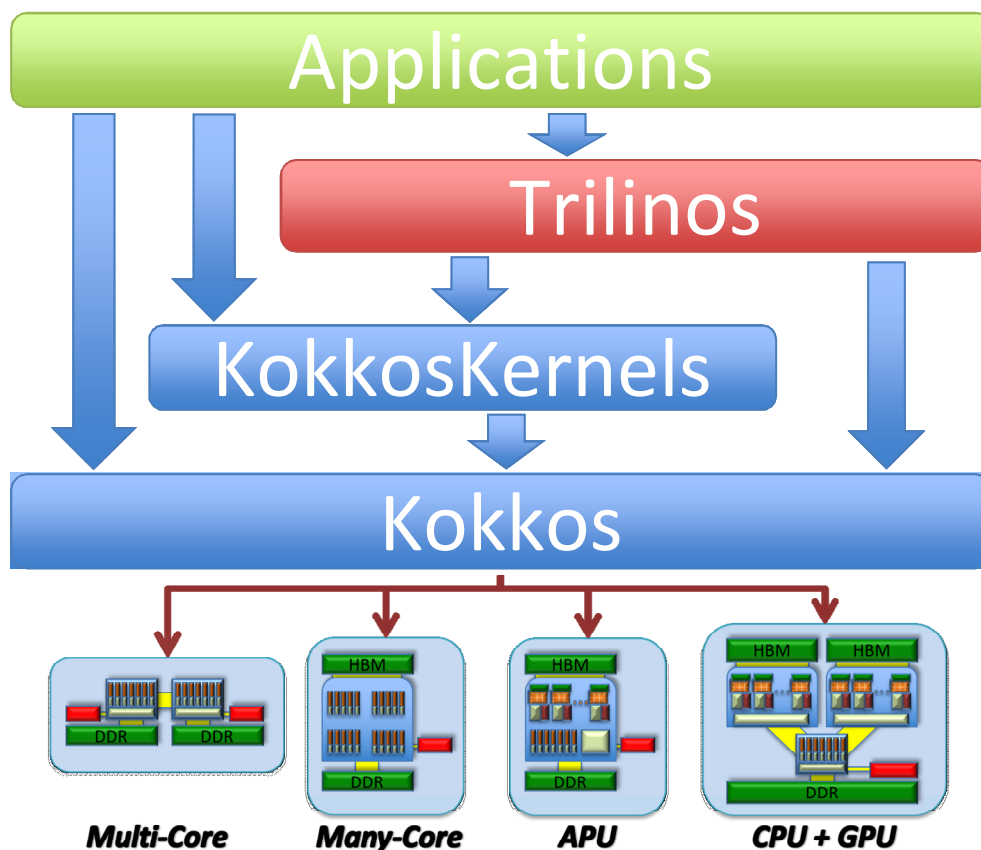 Applications
Trilinos
KokkosKernels
Kokkos
HBM HBM HBM HBM
DDR DDR DDR DDR DDR
Multi-Core Many-Core APU CPU + GPU